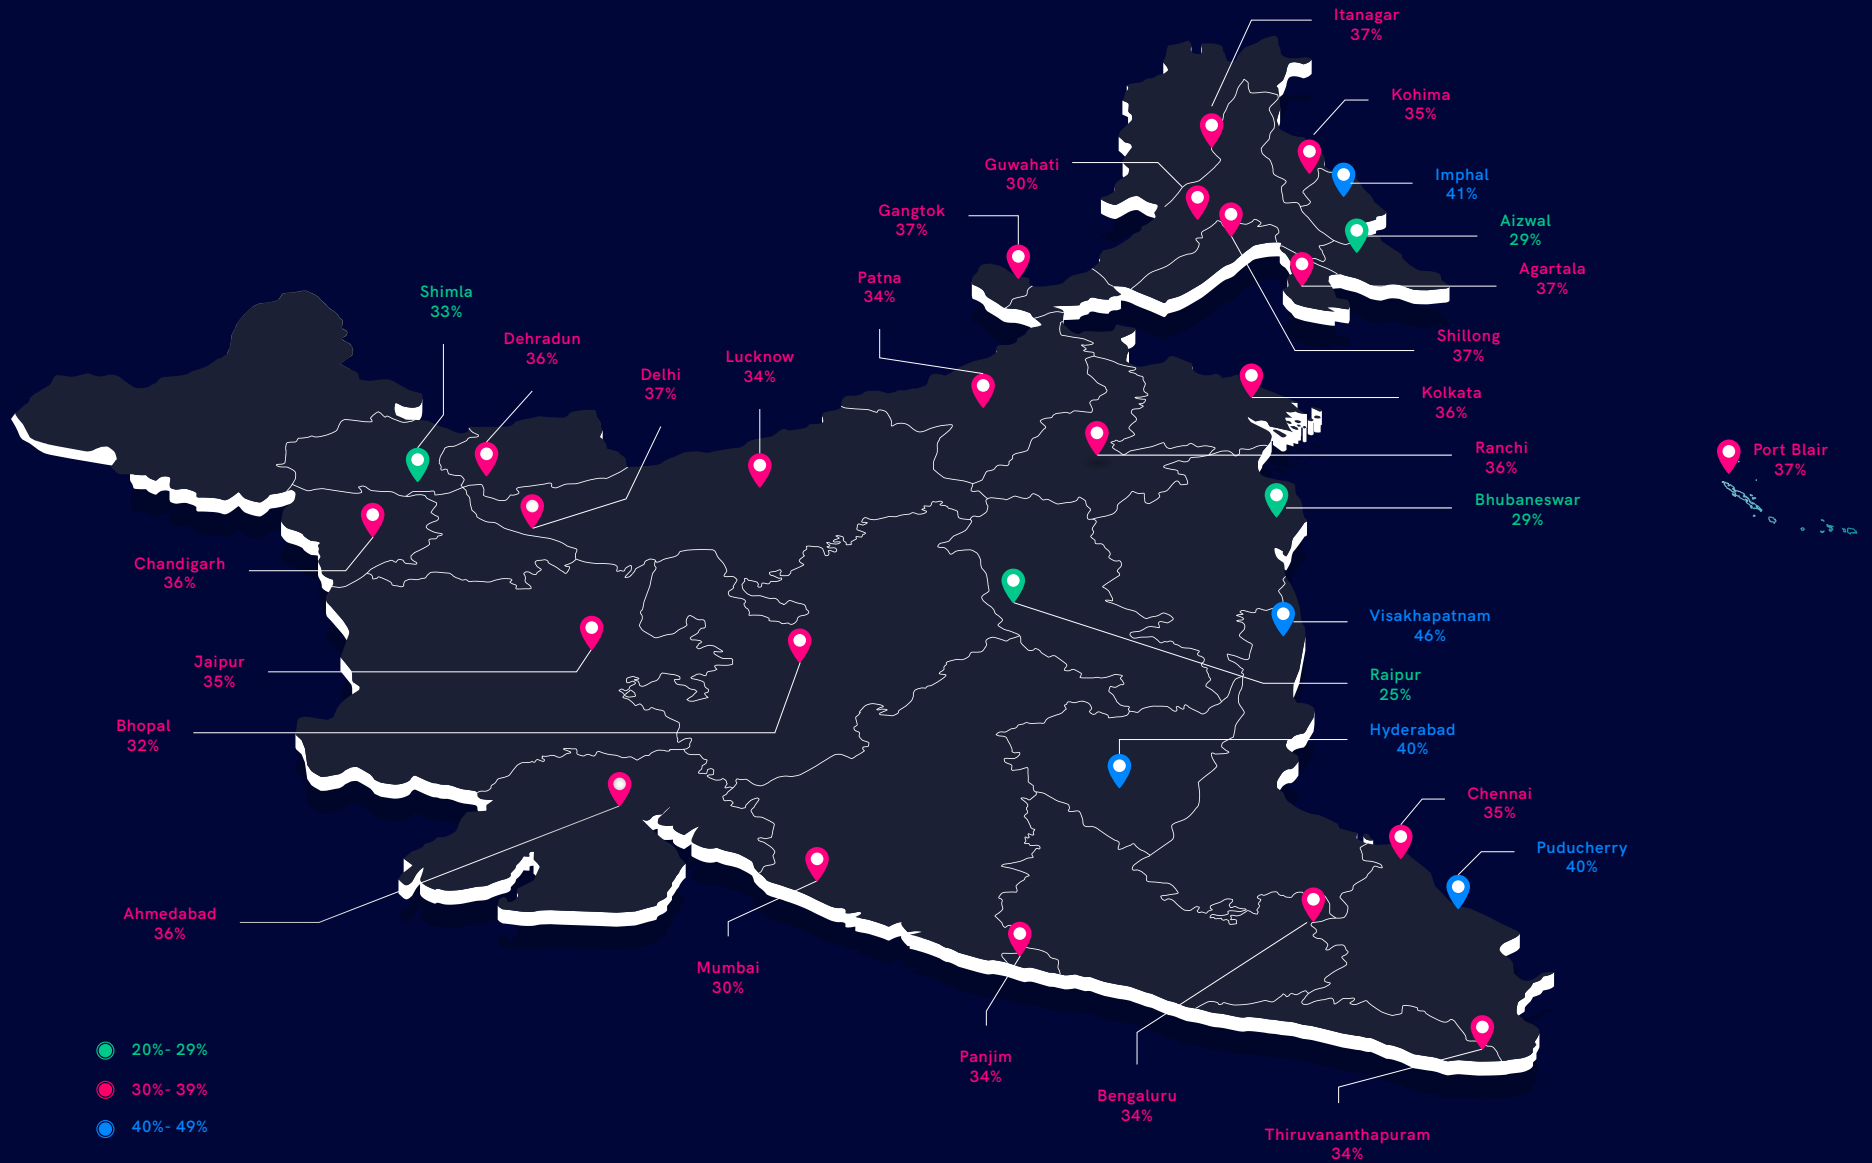 Itanagar
37%
Kohima
35%
Guwahati
30%
Imphal
41%
Gangtok
37%
Aizwal
29%
Agartala
37%
Patna
34%
Shimla
33%
Dehradun
36%
Delhi
37%
Lucknow
34%
Shillong
37%
Kolkata
36%
Ranchi
36%
Port Blair
37%
Bhubaneswar
29%
Chandigarh
36%
Visakhapatnam
46%
Jaipur
35%
Raipur
25%
Bhopal
32%
Hyderabad
40%
Chennai
35%
Puducherry
40%
Ahmedabad
36%
Mumbai
30%
Panjim
34%
Bengaluru
34%
Thiruvananthapuram
34%
20%- 29%
30%- 39%
40%- 49%